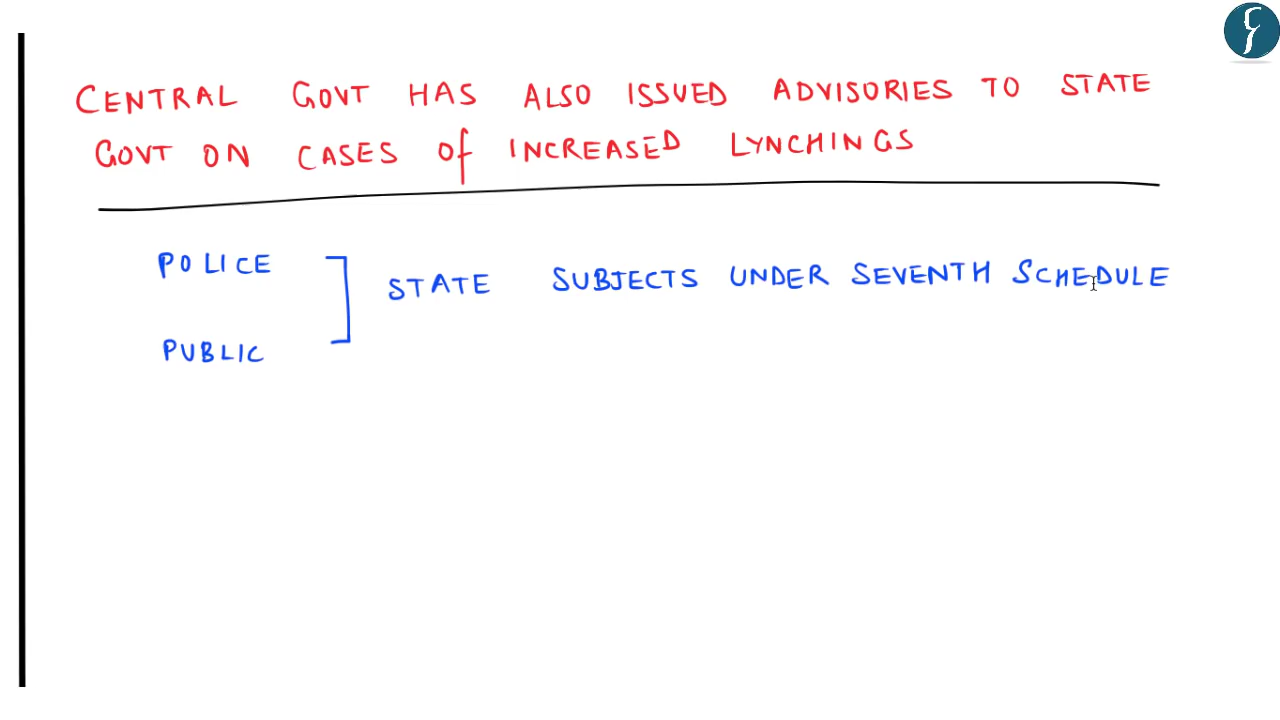 CENTRAL GOVT HAS ALSO ISSUED ADVISORIES TO STATE
GOVT ON CASES Of INCREASED LYNCHINGS
POLICE
STATE SUBJECTS UNDER SEVENTH SCHEDULE
PUBLIC